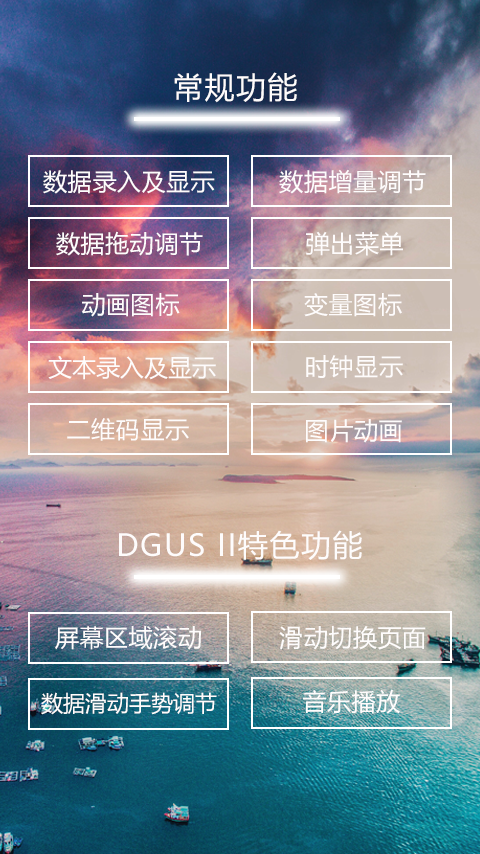 常规功能
数据录入及显示
数据增量调节
数据拖动调节
弹出菜单
动画图标
变量图标
文本录入及显示
时钟显示
二维码显示
图片动画
DGUS II特色功能
屏幕区域滚动
滑动切换页面
数据滑动手势调节
音乐播放